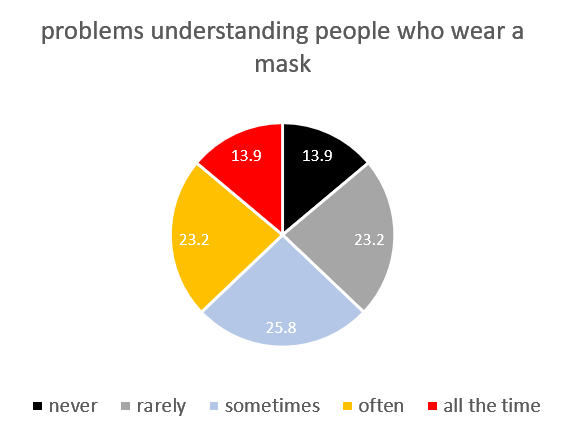 problems understanding people who wear a
mask
13.9 13.9
23.2 23.2
25.8
never rarely sometimes often all the time